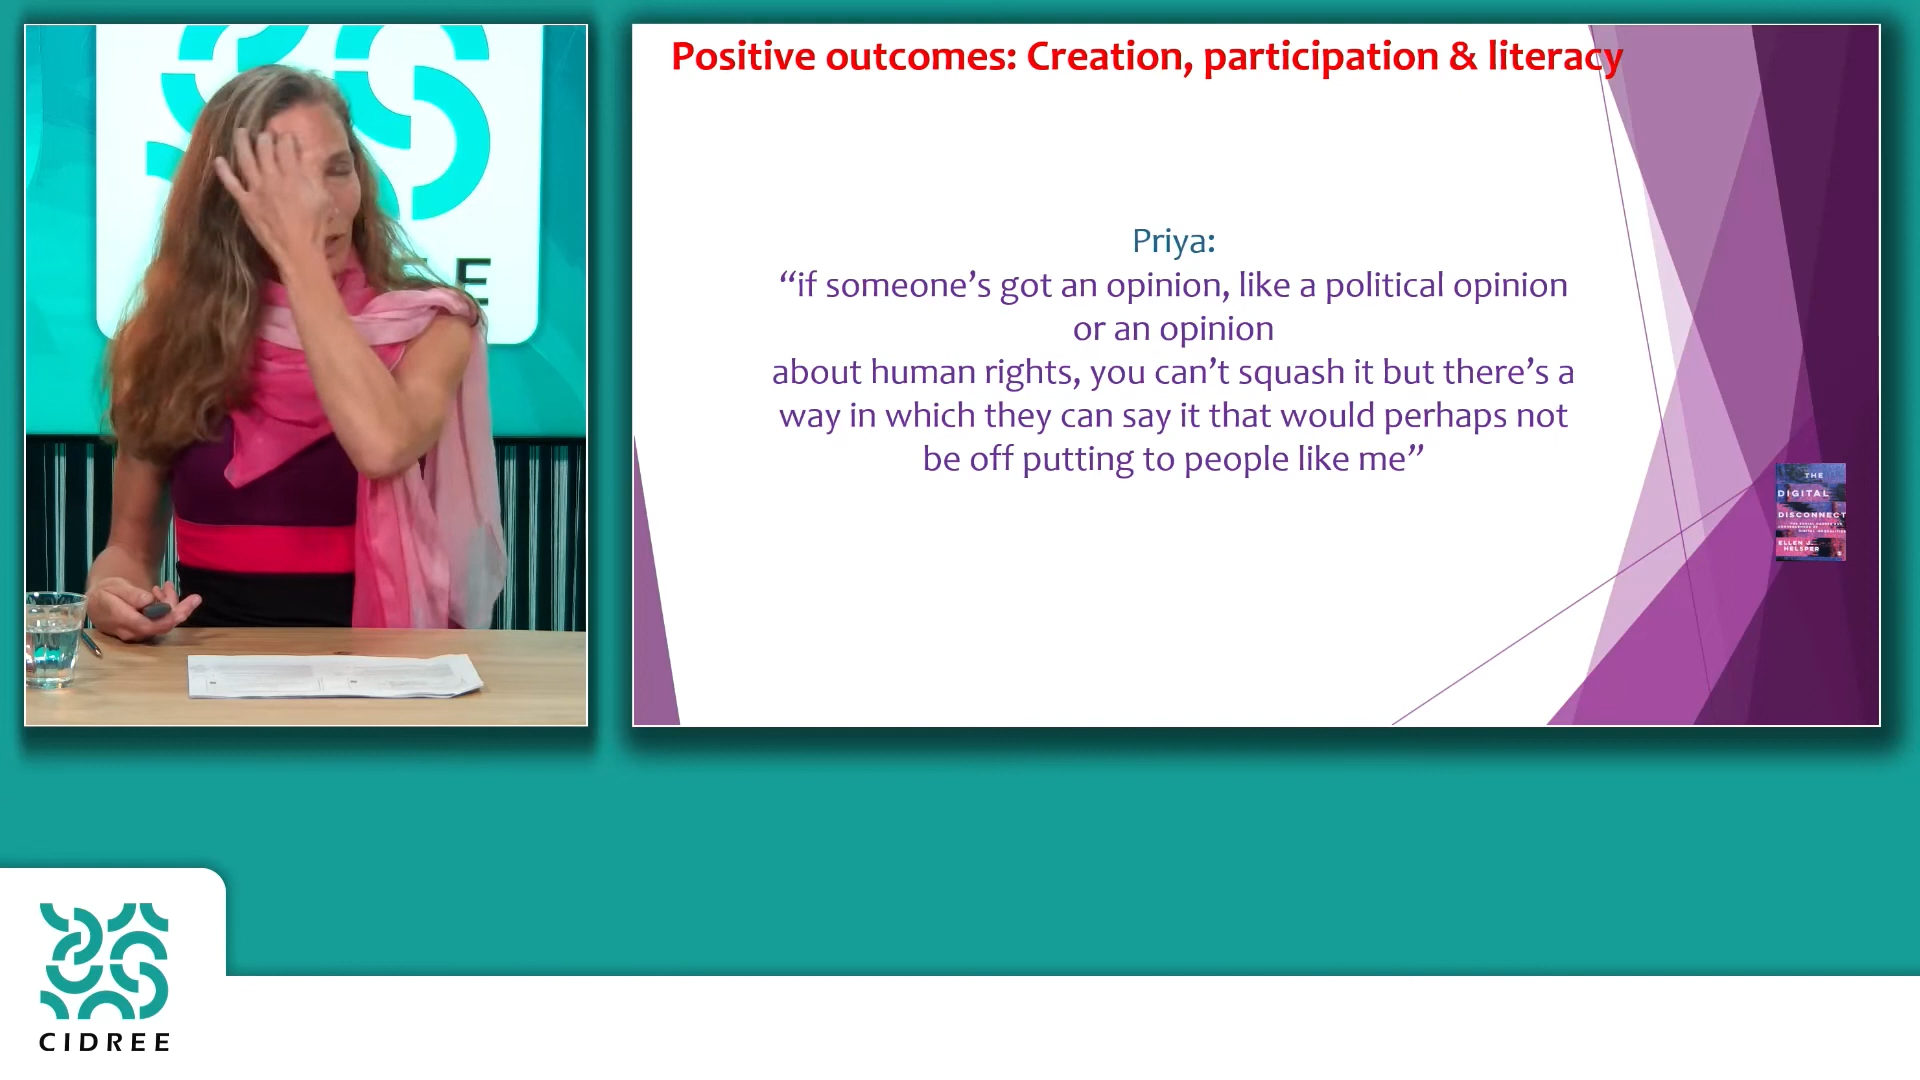 Positive outcomes: Creation, participation & literacy
Priya:
“if someone’s got an opinion, like a political opinion
or an opinion
about human rights, you can’t squash it but there’s a
way in which they can say it that would perhaps not
be off putting to people like me”
THE
DIGITAL
DISCONNECT
ELLEN J.
HELSPER
E
CIDREE